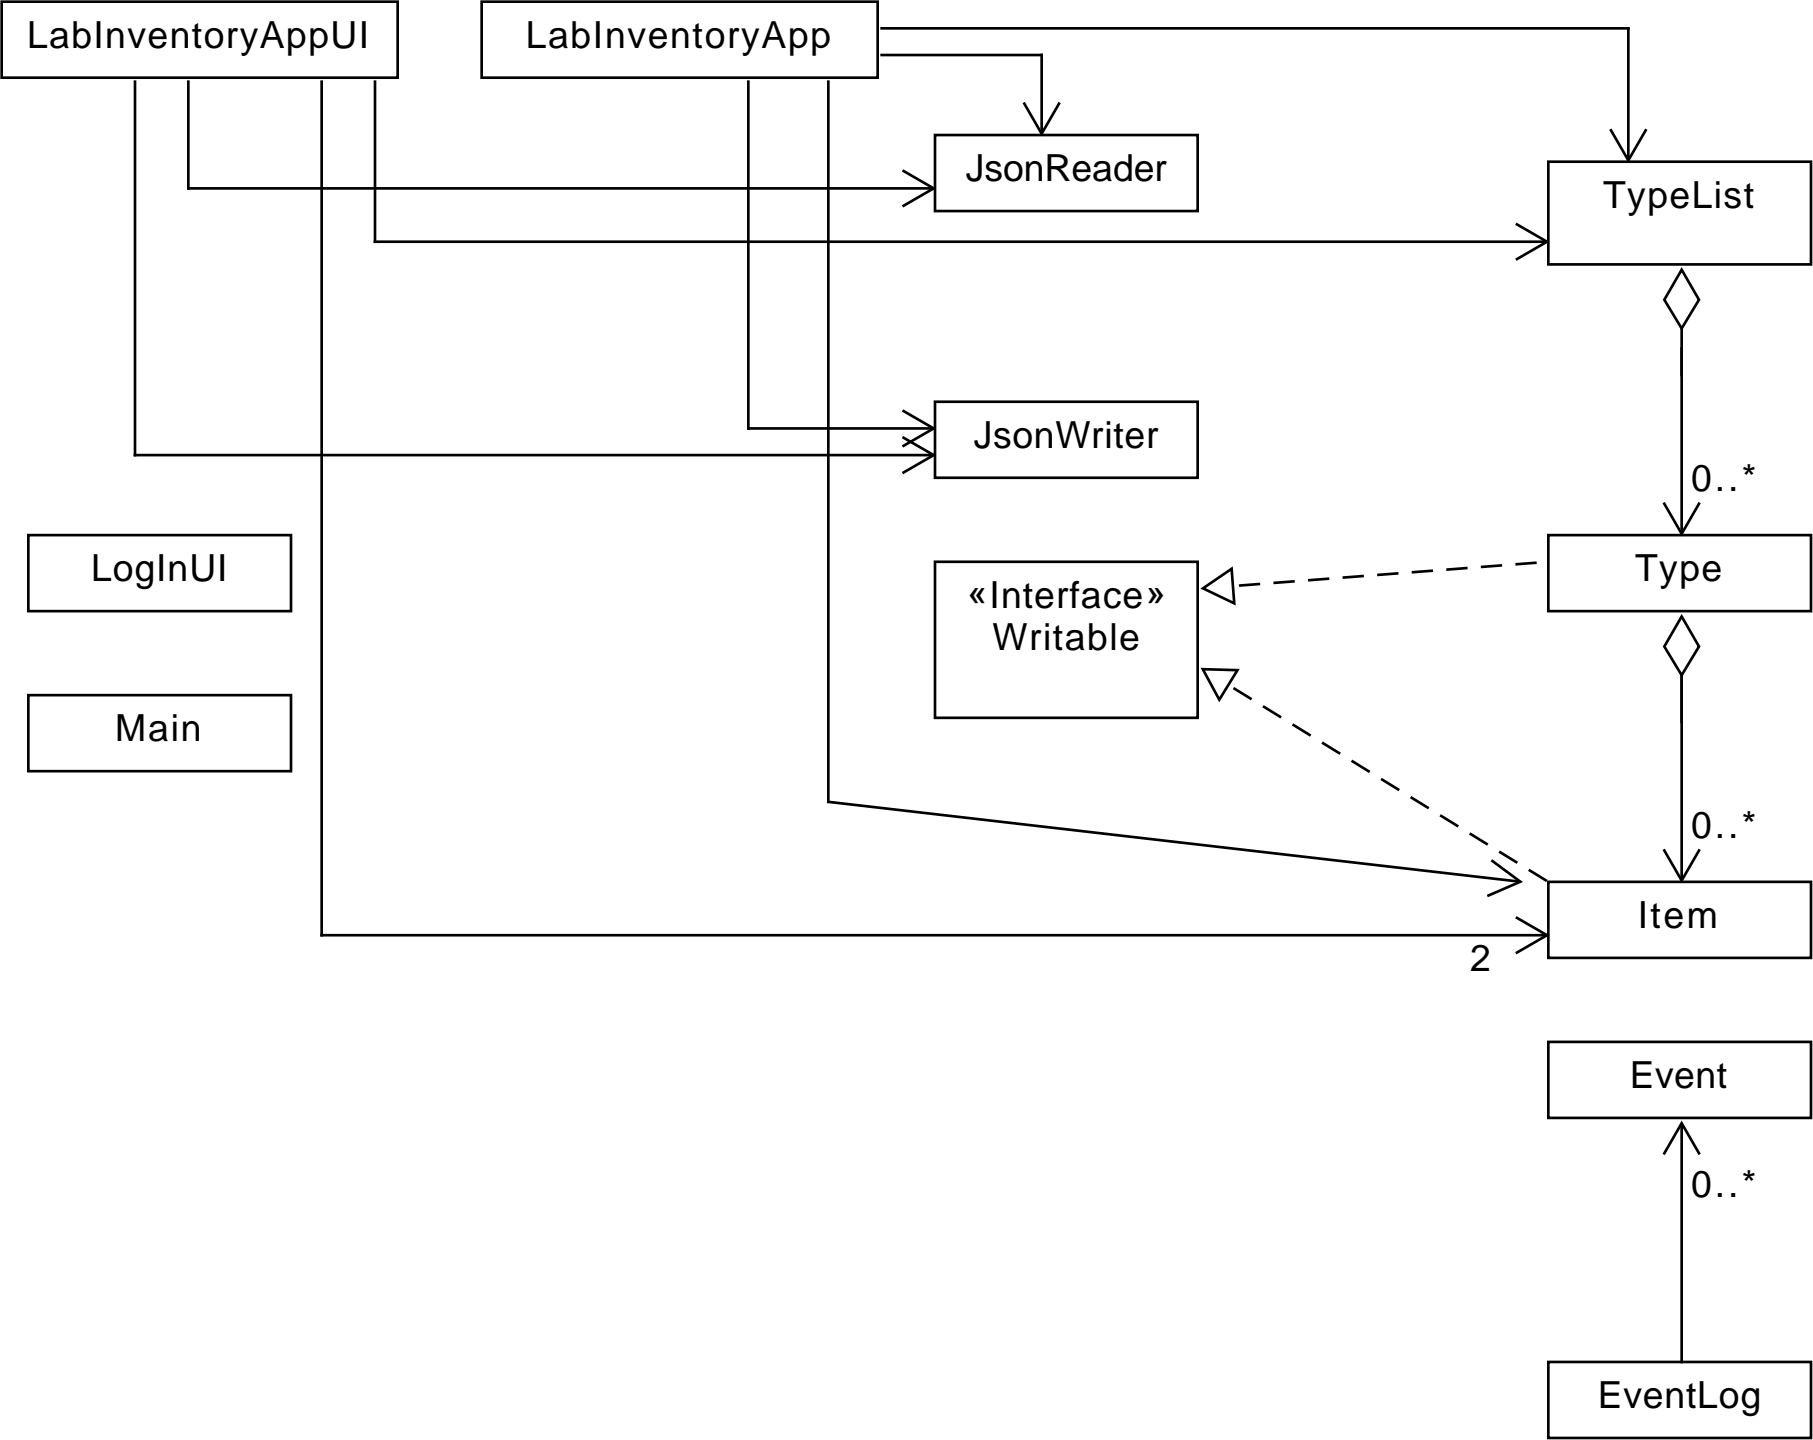 LabInventoryAppUI
LabInventoryApp
JsonReader
TypeList
JsonWriter
0..*
LogInUI
«Interface»
Writable
Type
Main
0..*
Item
2
Event
0..*
EventLog